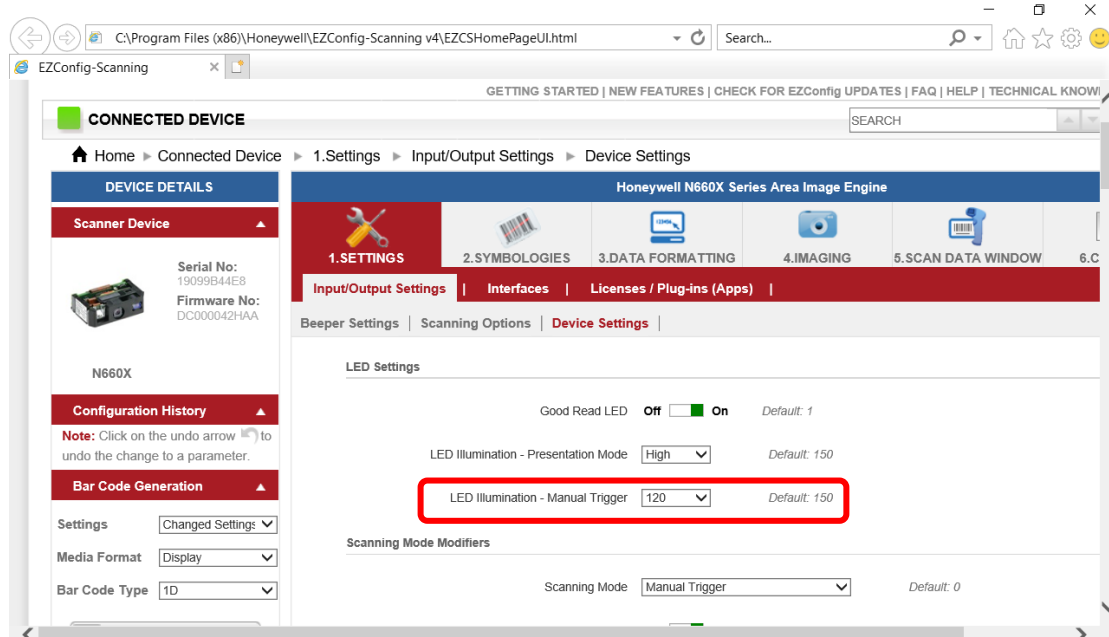 C:\Program Files (x86)\Honeywell\EZConfig-Scanning v4\EZCSHomePageUI.html
Search...
EZConfig-Scanning
GETTING STARTED | NEW FEATURES | CHECK FOR EZConfig UPDATES | FAQ | HELP | TECHNICAL KNOW
CONNECTED DEVICE
SEARCH
Home Connected Device 1.Settings Input/Output Settings Device Settings
DEVICE DETAILS
Honeywell N660X Series Area Image Engine
Scanner Device
Serial No:
19099B44E8
Firmware No:
DC000042HAA
N660X
1.SETTINGS
2.SYMBOLOGIES
3.DATA FORMATTING
4.IMAGING
5.SCAN DATA WINDOW
6.C
Input/Output Settings | Interfaces | Licenses / Plug-ins (Apps) |
Beeper Settings | Scanning Options | Device Settings |
Configuration History
Note: Click on the undo arrow to
undo the change to a parameter.
Bar Code Generation
Settings Changed Settings
Media Format Display
Bar Code Type 1D
LED Settings
Good Read LED Off On Default: 1
LED Illumination - Presentation Mode High Default: 150
LED Illumination - Manual Trigger 120 Default: 150
Scanning Mode Modifiers
Scanning Mode Manual Trigger Default: 0